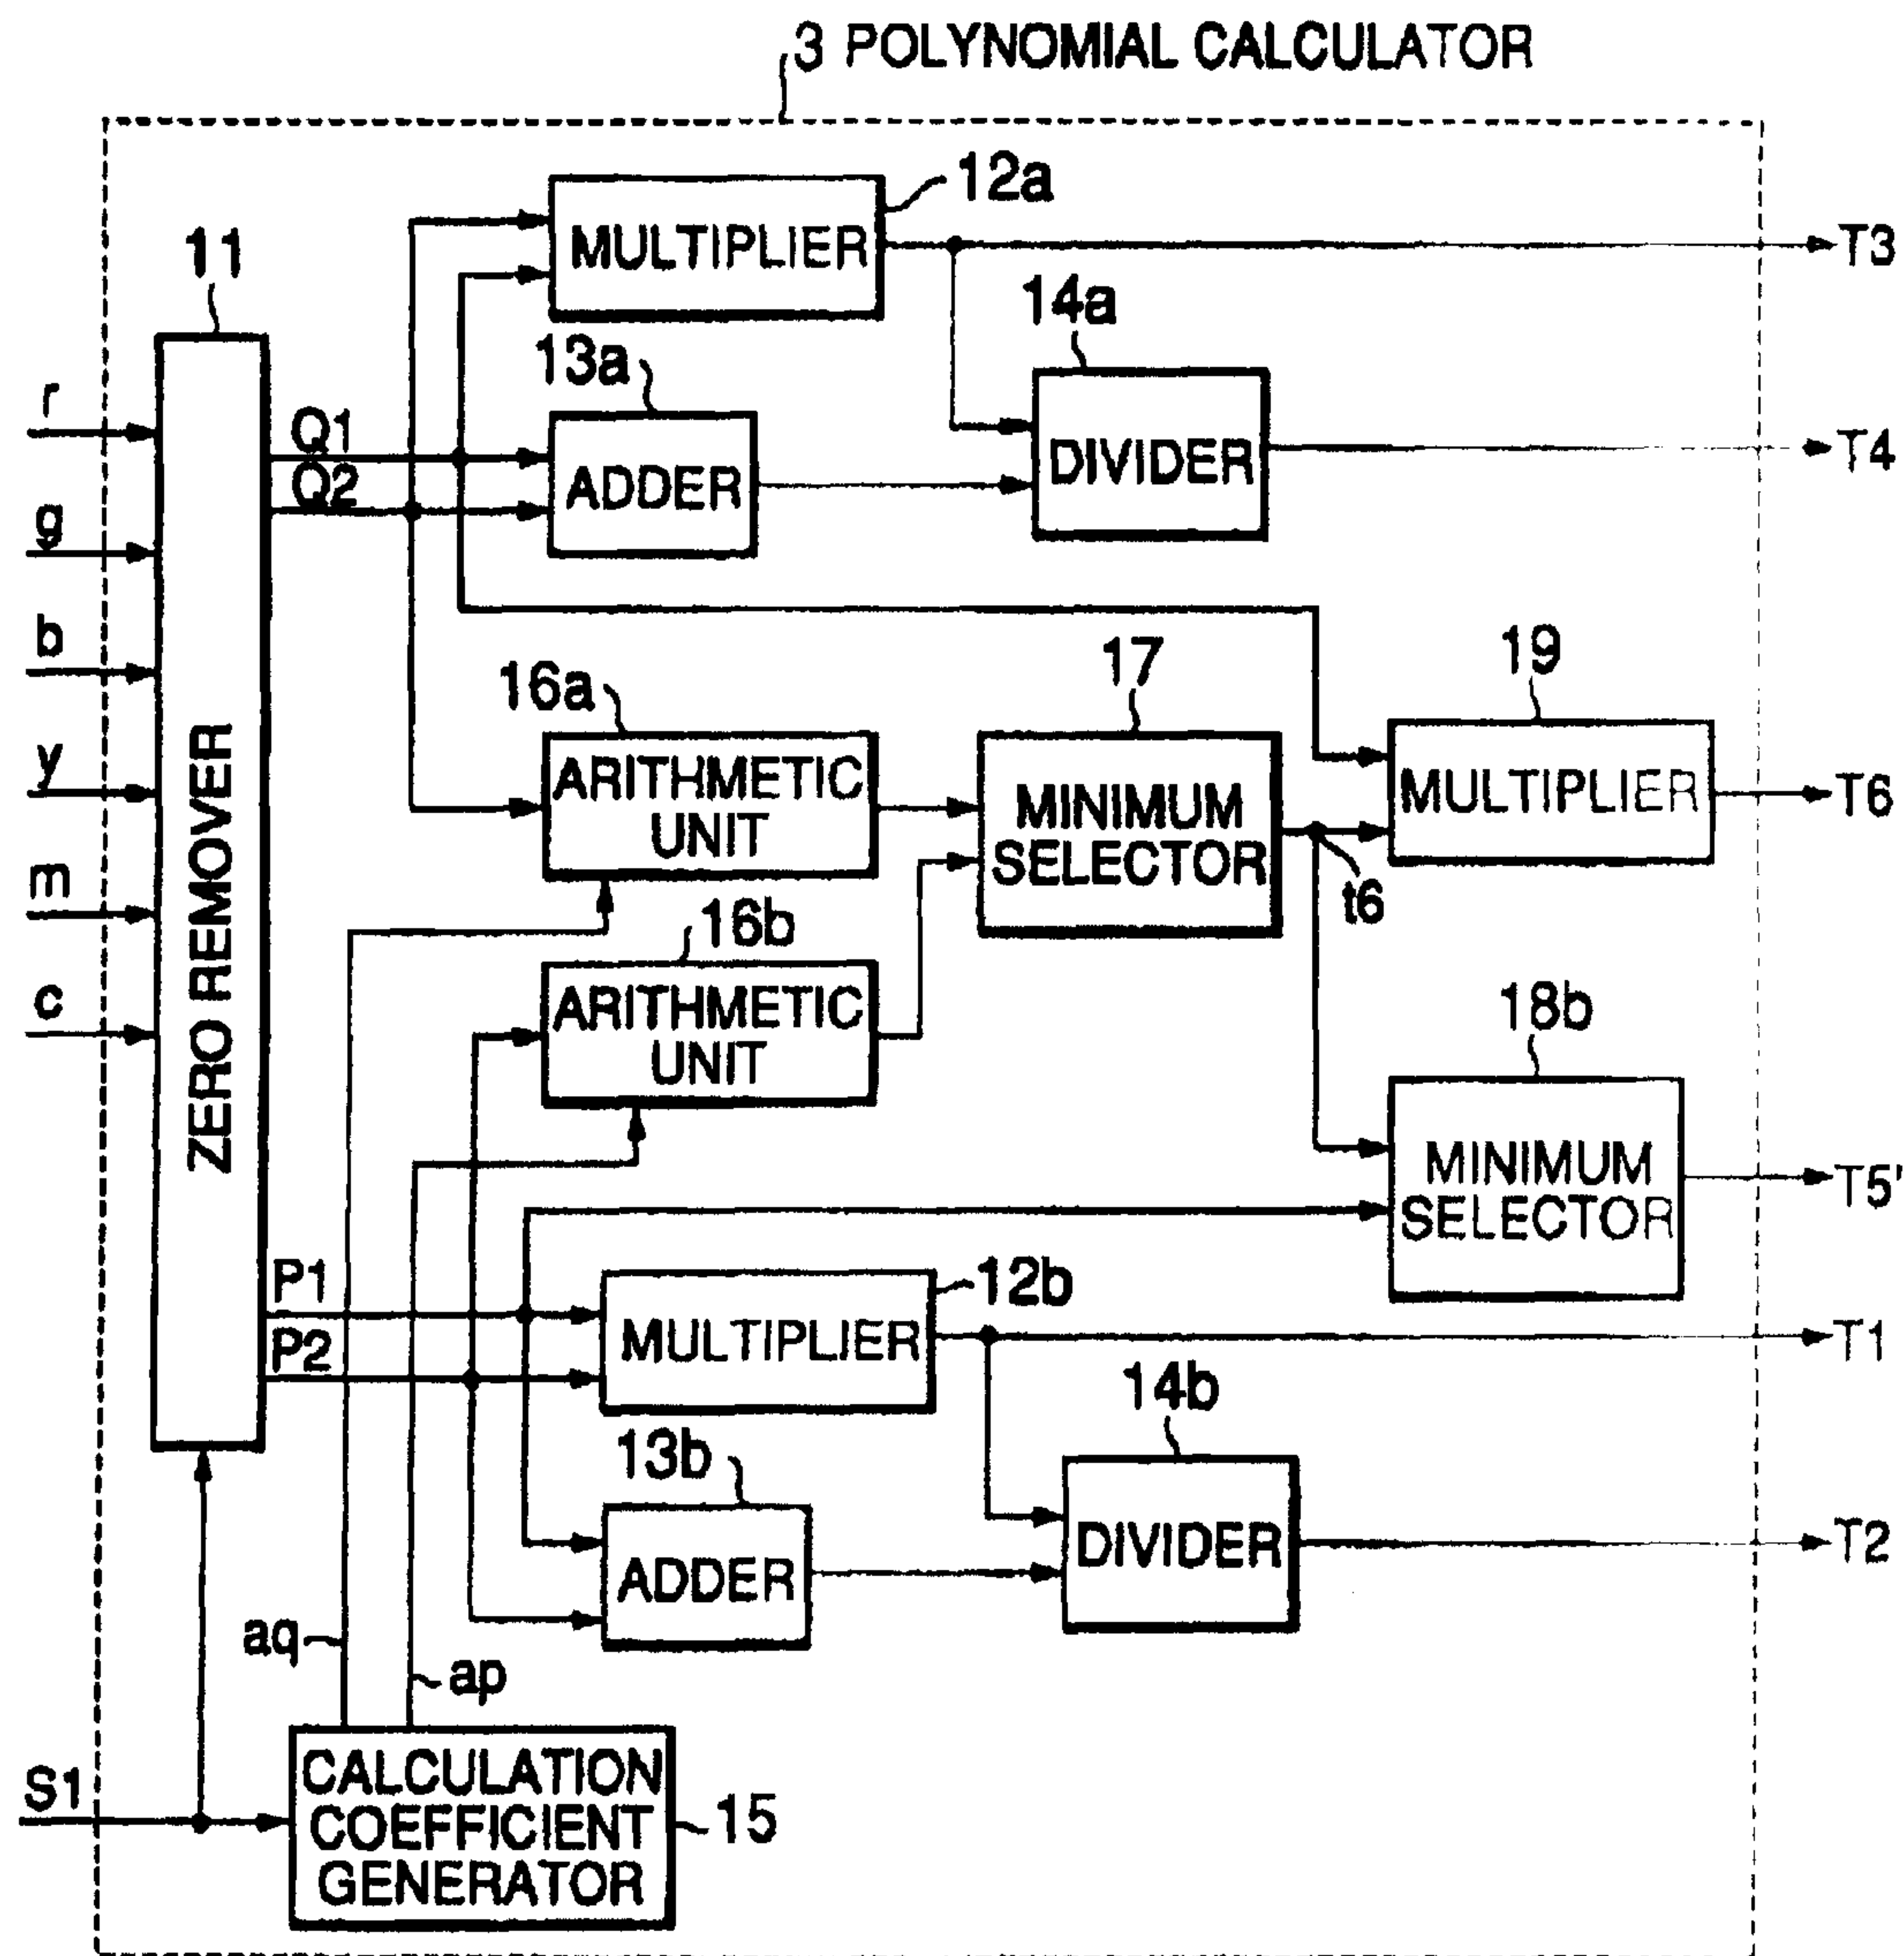 3 POLYNOMIAL CALCULATOR
12a
MULTIPLIER
T3
11
14a
13a
r
Q1
DIVIDER
T4
Q2
ADDER
g
b
17
19
16a
y
ARITHMETIC
UNIT
MINIMUM
SELECTOR
MULTIPLIER
T6
m
t6
16b
ZERO REMOVER
c
ARITHMETIC
UNIT
18b
MINIMUM
SELECTOR
T5'
P1
12b
MULTIPLIER
T1
P2
14b
13b
DIVIDER
T2
ADDER
aq
ap
S1
CALCULATION
COEFFICIENT
GENERATOR
15